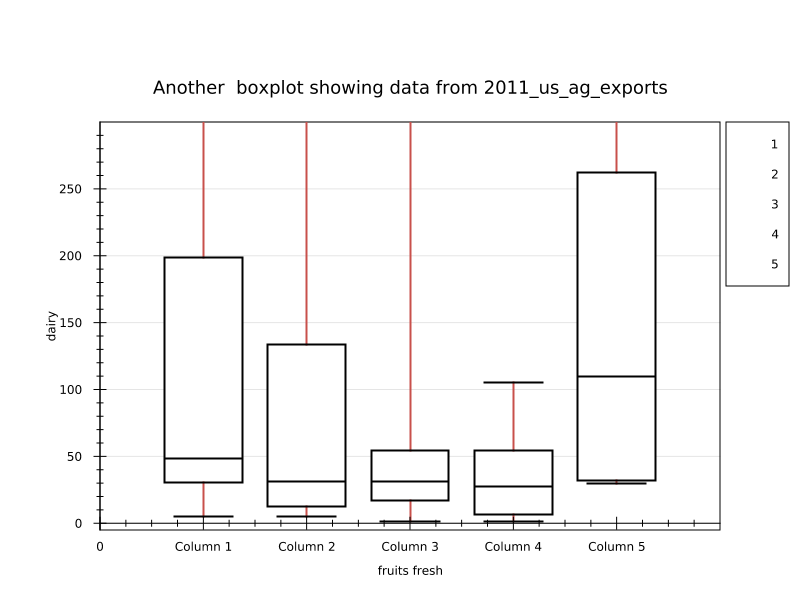 Another  boxplot showing data from 2011_us_ag_exports
1
2
3
4
5
250
200
150
100
50
0
dairy
0 Column 1 Column 2 Column 3 Column 4 Column 5
fruits fresh